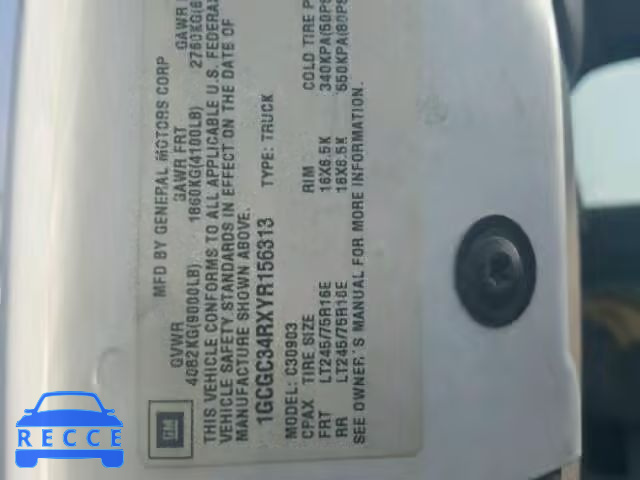 MFD BY GENERAL MOTORS CORP
GVWR GAWR FRT GAWR
4082KG(9000LB) 1860KG(4100LB) 2760KG(6
THIS VEHICLE CONFORMS TO ALL APPLICABLE U.S. FEDERAL
VEHICLE SAFETY STANDARDS IN EFFECT ON THE DATE OF
MANUFACTURE SHOWN ABOVE.
1GCGC34RXYR156313 TYPE: TRUCK
MODEL: C30903
CPAX TIRE SIZE RIM COLD TIRE P
FRT LT245/75R16E 16X6.5K 340KPA(50PS
RR LT245/75R16E 16X6.5K 550KPA(80PS
SEE OWNER'S MANUAL FOR MORE INFORMATION.
GM
RECCE